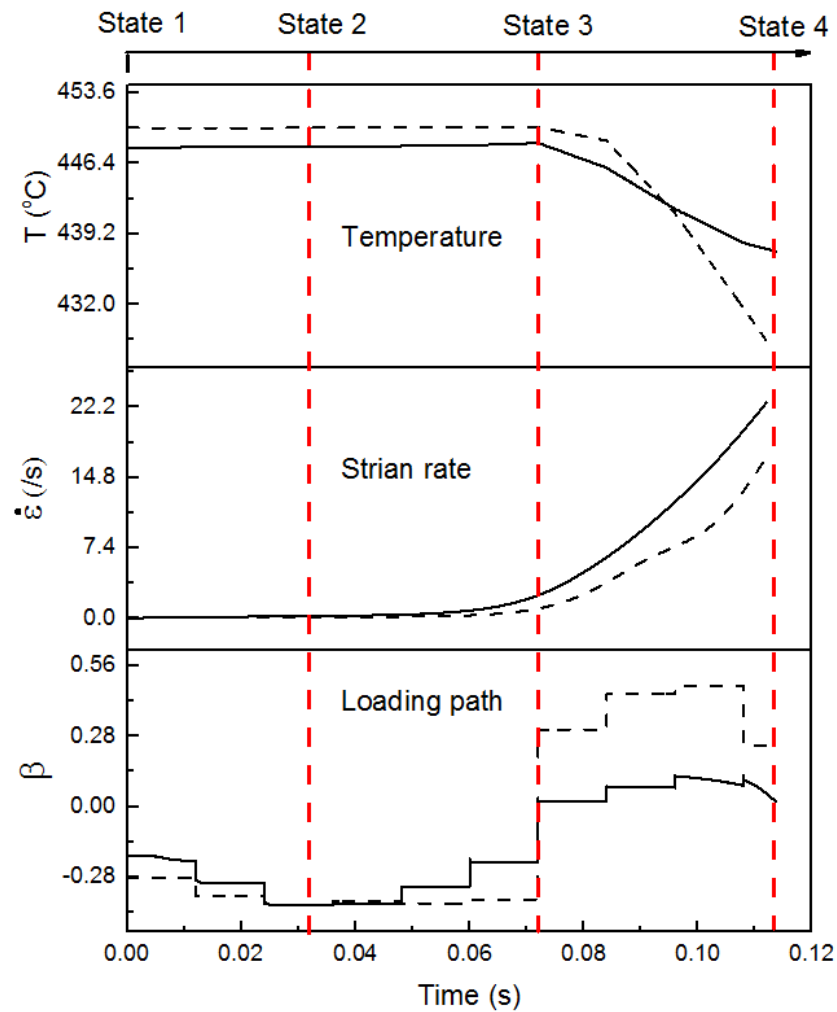 State 1 State 2 State 3 State 4
453.6
446.4
439.2
432.0
T (⁰C)
Temperature
22.2
14.8
7.4
0.0
ε̇ (/s)
Strian rate
0.56
0.28
0.00
-0.28
β
Loading path
0.00 0.02 0.04 0.06 0.08 0.10 0.12
Time (s)